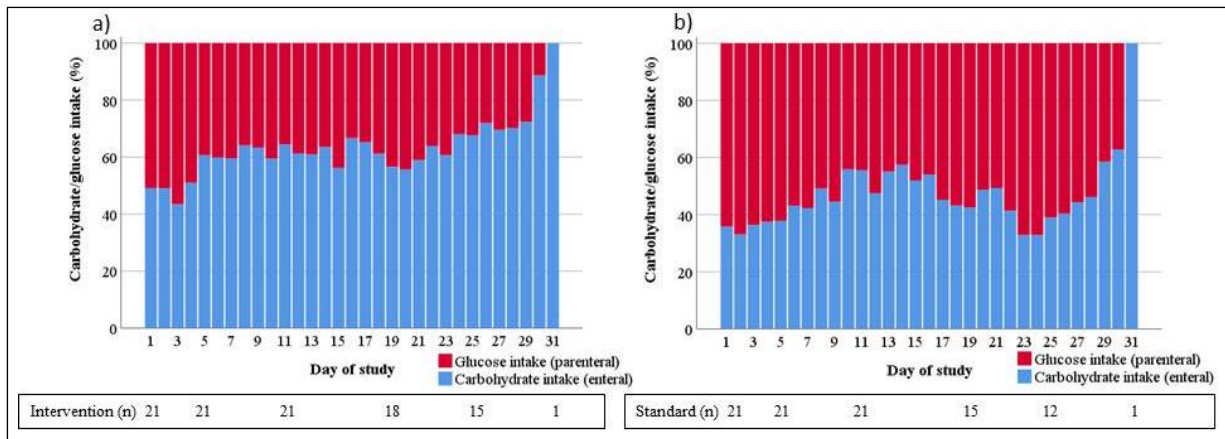 a)
100
80
60
40
20
0
Carbohydrate/glucose intake (%)
1 3 5 7 9 11 13 15 17 19 21 23 25 27 29 31
Day of study
Glucose intake (parenteral)
Carbohydrate intake (enteral)
Intervention (n) 21 21 21 18 15 1
b)
100
80
60
40
20
0
Carbohydrate/glucose intake (%)
1 3 5 7 9 11 13 15 17 19 21 23 25 27 29 31
Day of study
Glucose intake (parenteral)
Carbohydrate intake (enteral)
Standard (n) 21 21 21 15 12 1